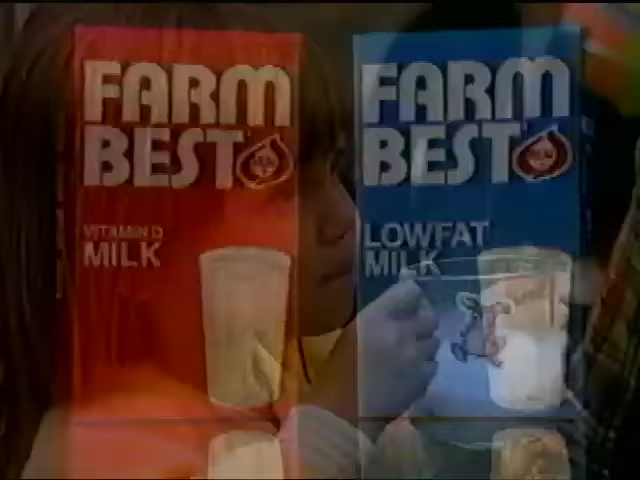 FARM
BEST
VITAMIN D
MILK
FARM
BEST
LOWFAT
MILK